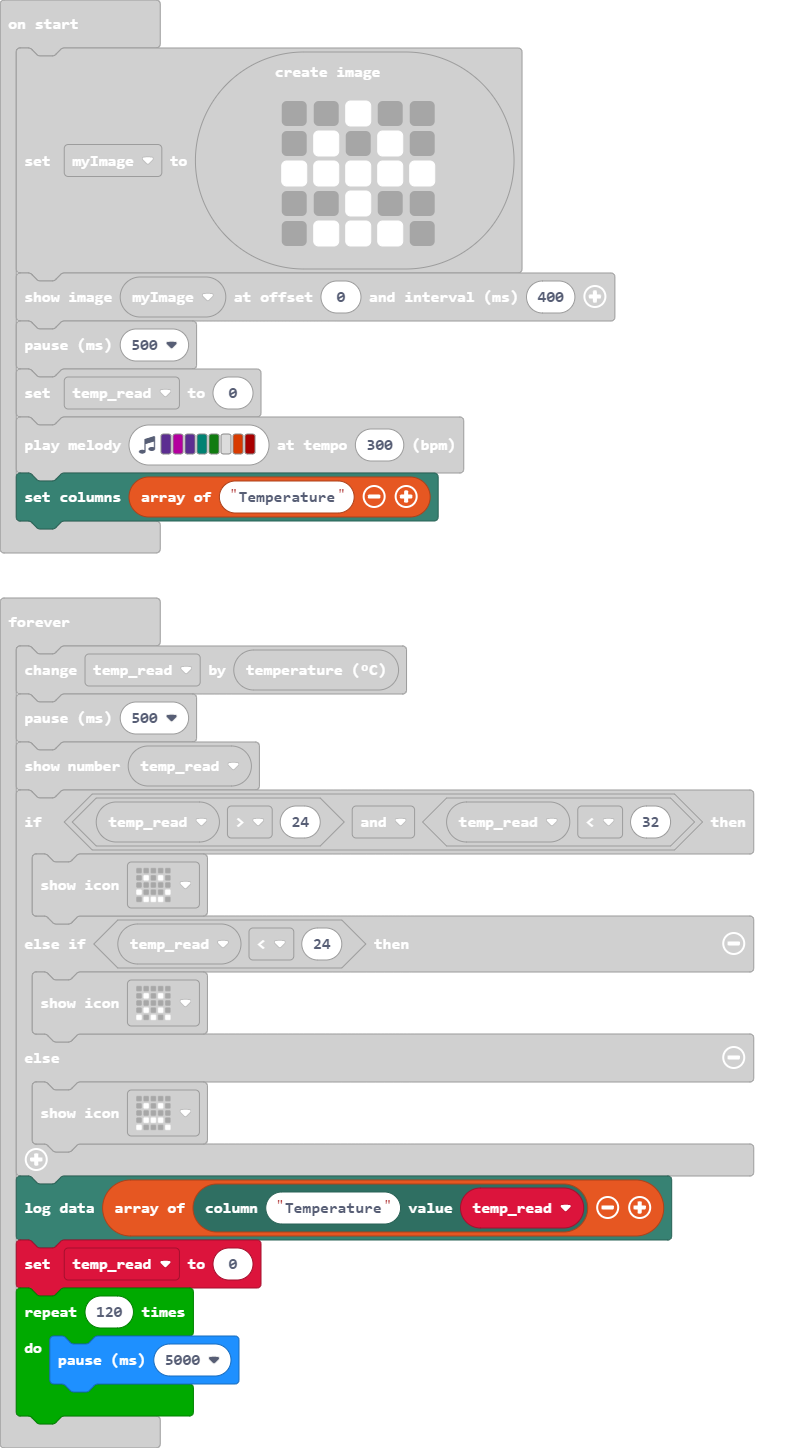 on start
create image
set myImage to
show image myImage at offset 0 and interval (ms) 400
pause (ms) 500
set temp_read to 0
play melody at tempo 300 (bpm)
set columns array of "Temperature"
forever
change temp_read by temperature (ºC)
pause (ms) 500
show number temp_read
if temp_read > 24 and temp_read < 32 then
show icon
else if temp_read < 24 then
show icon
else
show icon
log data array of column "Temperature" value temp_read
set temp_read to 0
repeat 120 times
do pause (ms) 5000